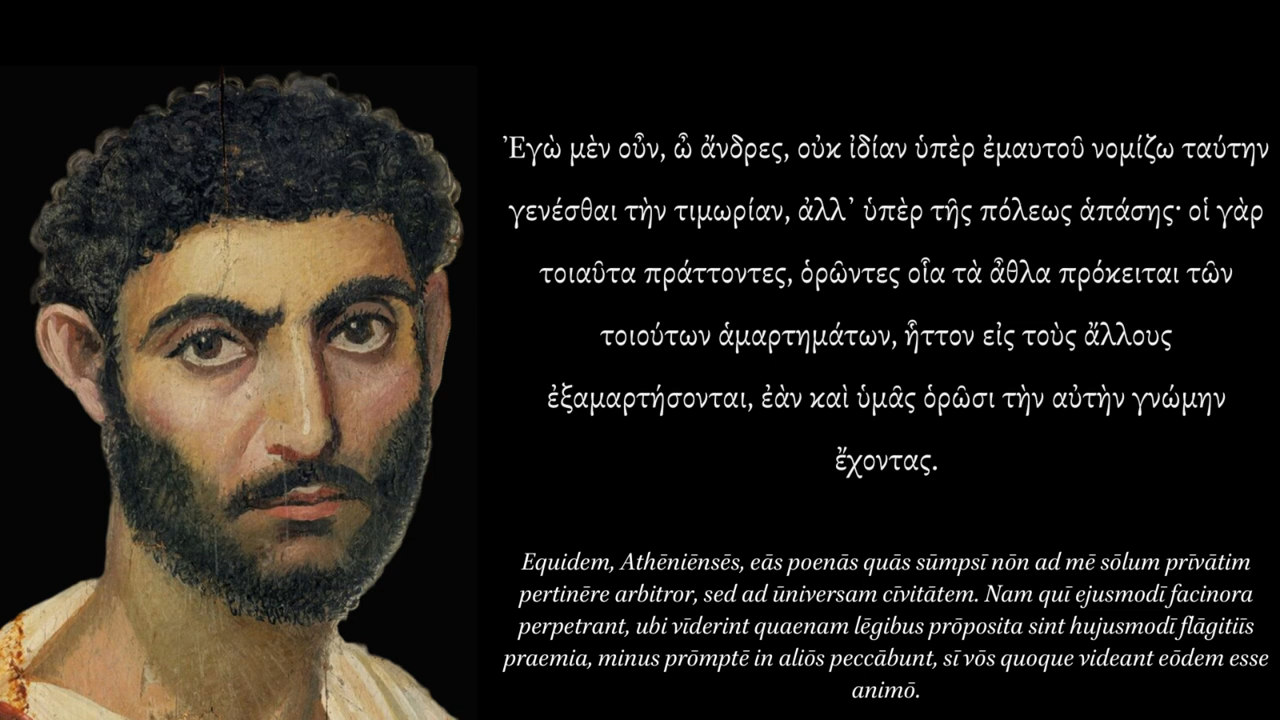 Ἐγὼ μὲν οὖν, ὦ ἄνδρες, οὐκ ἰδίαν ὑπὲρ ἐμαυτοῦ νομίζω ταύτην
γενέσθαι τὴν τιμωρίαν, ἀλλ’ ὑπὲρ τῆς πόλεως ἁπάσης· οἱ γὰρ
τοιαῦτα πράττοντες, ὁρῶντες οἷα τὰ ἆθλα πρόκειται τῶν
τοιούτων ἁμαρτημάτων, ἧττον εἰς τοὺς ἄλλους
ἐξαμαρτήσονται, ἐὰν καὶ ὑμᾶς ὁρῶσι τὴν αὐτὴν γνώμην
ἔχοντας.
Equidem, Athēniēnsēs, eās poenās quās sūmpsī nōn ad mē sōlum prīvātim
pertinēre arbitror, sed ad ūniversam cīvitātem. Nam quī ejusmodī facinora
perpetrant, ubi vīderint quaenam lēgibus prōposita sint hujusmodī flāgitiīs
praemia, minus prōmptē in aliōs peccābunt, sī vōs quoque videant eōdem esse
animō.